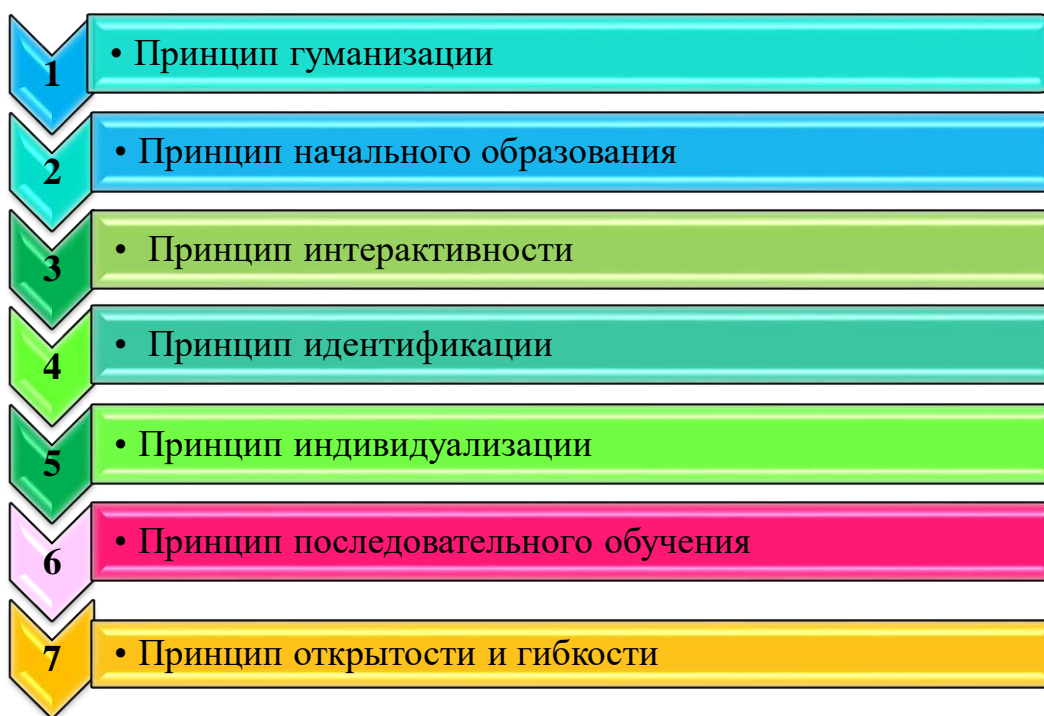 1 • Принцип гуманизации
2 • Принцип начального образования
3 • Принцип интерактивности
4 • Принцип идентификации
5 • Принцип индивидуализации
6 • Принцип последовательного обучения
7 • Принцип открытости и гибкости